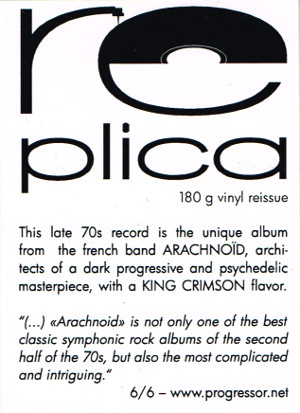 re
plica
180 g vinyl reissue
This late 70s record is the unique album
from the french band ARACHNOÏD, archi-
tects of a dark progressive and psychedelic
masterpiece, with a KING CRIMSON flavor.
“(...) «Arachnoid» is not only one of the best
classic symphonic rock albums of the second
half of the 70s, but also the most complicated
and intriguing.“
6/6 – www.progressor.net